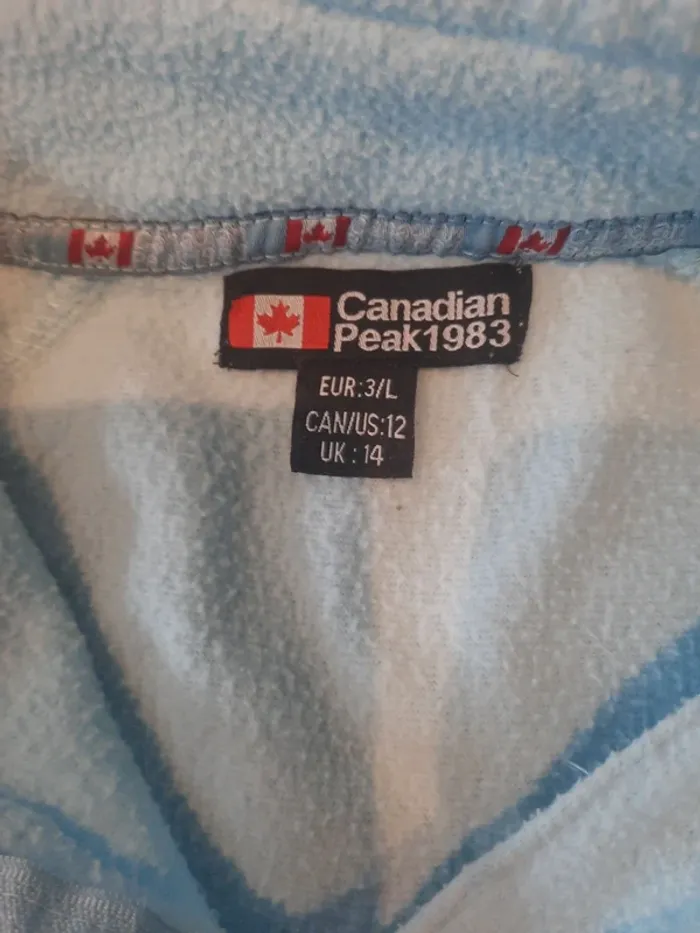 Canadian
Peak1983
EUR:3/L
CAN/US:12
UK : 14